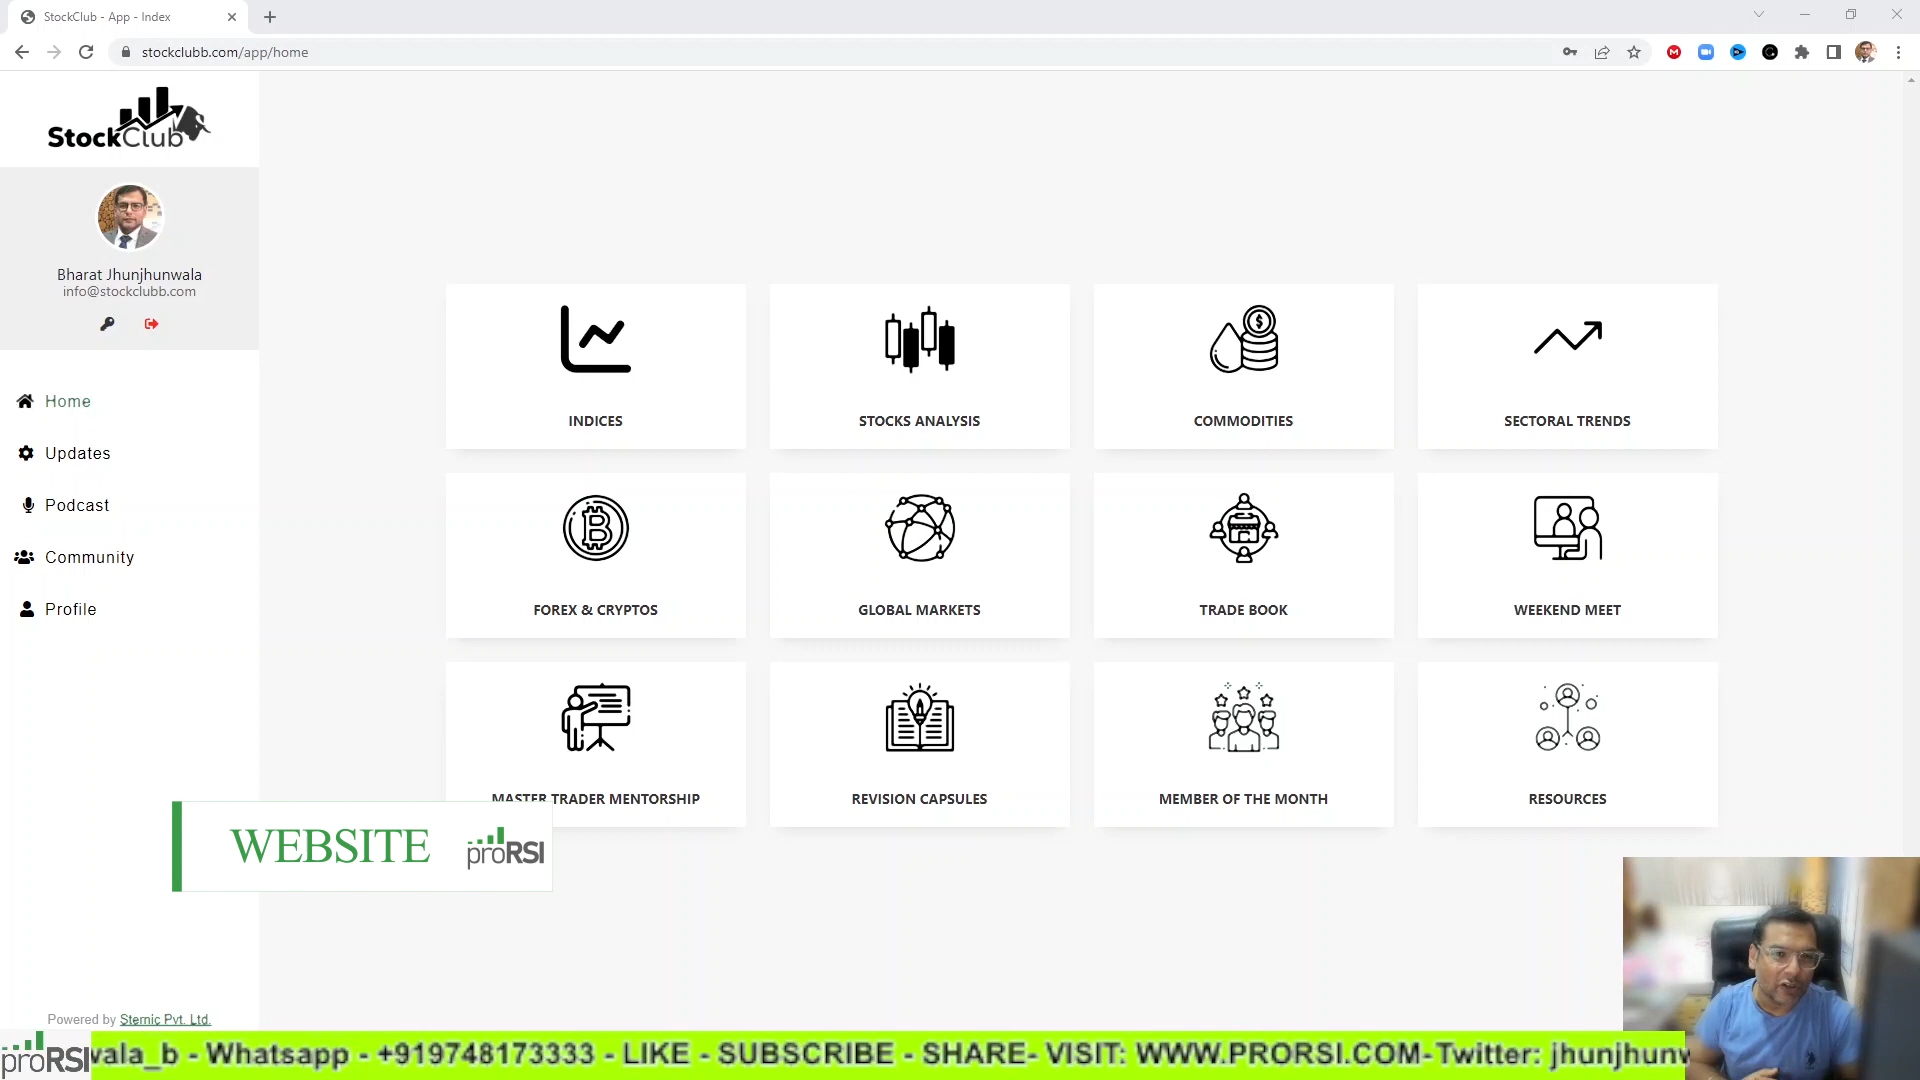 StockClub - App - Index
stockclubb.com/app/home
StockClub
Bharat Jhunjhunwala
info@stockclubb.com
Home
Updates
Podcast
Community
Profile
INDICES
STOCKS ANALYSIS
COMMODITIES
SECTORAL TRENDS
FOREX & CRYPTOS
GLOBAL MARKETS
TRADE BOOK
WEEKEND MEET
MASTER TRADER MENTORSHIP
REVISION CAPSULES
MEMBER OF THE MONTH
RESOURCES
WEBSITE proRSI
Powered by Sternic Pvt. Ltd.
proRSI wala_b - Whatsapp - +919748173333 - LIKE - SUBSCRIBE - SHARE- VISIT: WWW.PRORSI.COM-Twitter: jhunjhunw